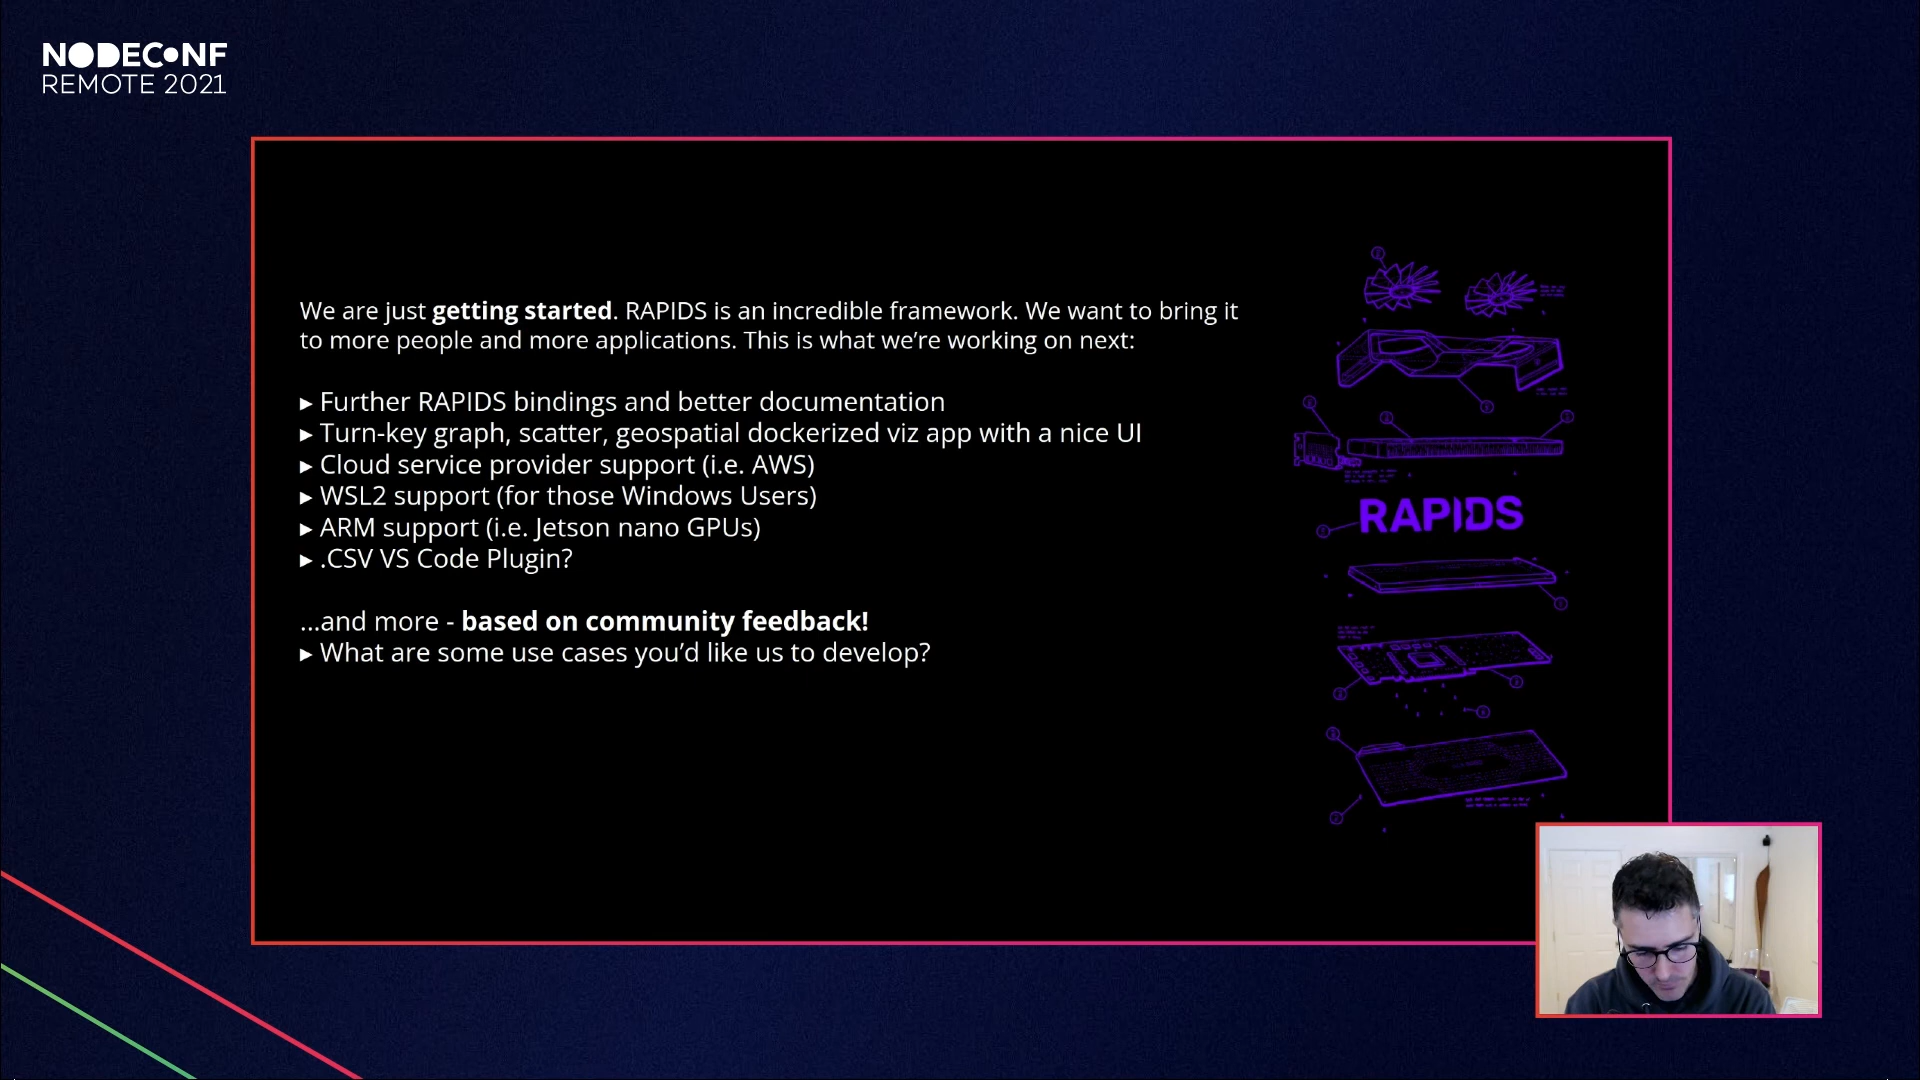 NODECONF
REMOTE 2021
We are just getting started. RAPIDS is an incredible framework. We want to bring it
to more people and more applications. This is what we’re working on next:
▸ Further RAPIDS bindings and better documentation
▸ Turn-key graph, scatter, geospatial dockerized viz app with a nice UI
▸ Cloud service provider support (i.e. AWS)
▸ WSL2 support (for those Windows Users)
▸ ARM support (i.e. Jetson nano GPUs)
▸ .CSV VS Code Plugin?
...and more - based on community feedback!
▸ What are some use cases you’d like us to develop?
RAPIDS